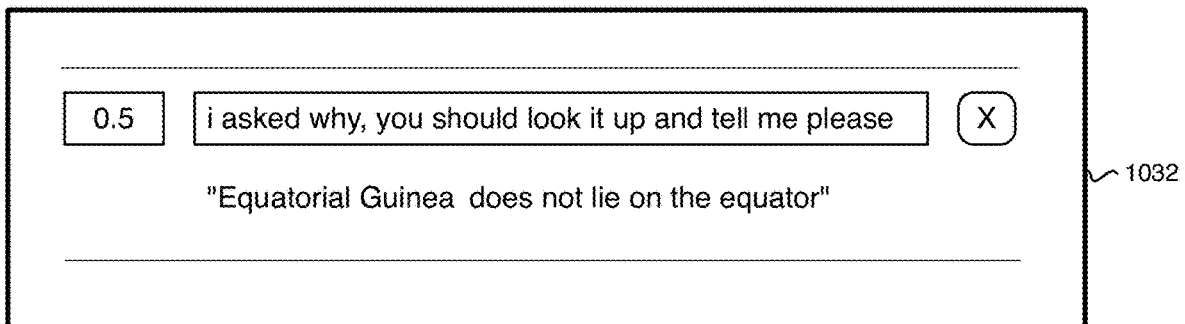 0.5 i asked why, you should look it up and tell me please X
"Equatorial Guinea does not lie on the equator"
1032